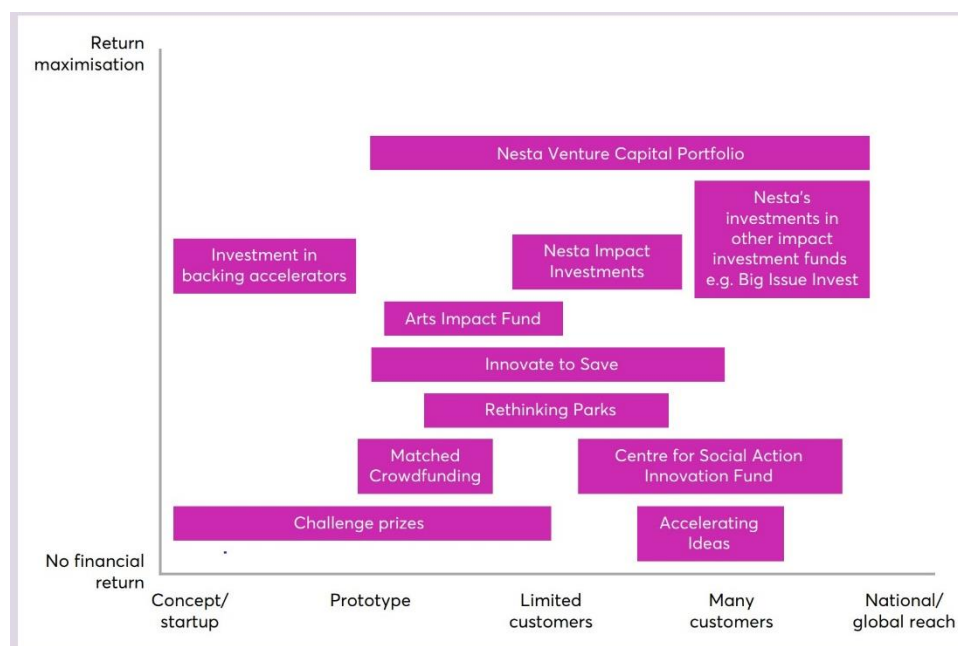 Return
maximisation
Nesta Venture Capital Portfolio
Nesta's
investments in
other impact
investment funds
e.g. Big Issue Invest
Investment in
backing accelerators
Nesta Impact
Investments
Arts Impact Fund
Innovate to Save
Rethinking Parks
Matched
Crowdfunding
Centre for Social Action
Innovation Fund
Challenge prizes
Accelerating
Ideas
No financial
return
Concept/
startup
Prototype
Limited
customers
Many
customers
National/
global reach